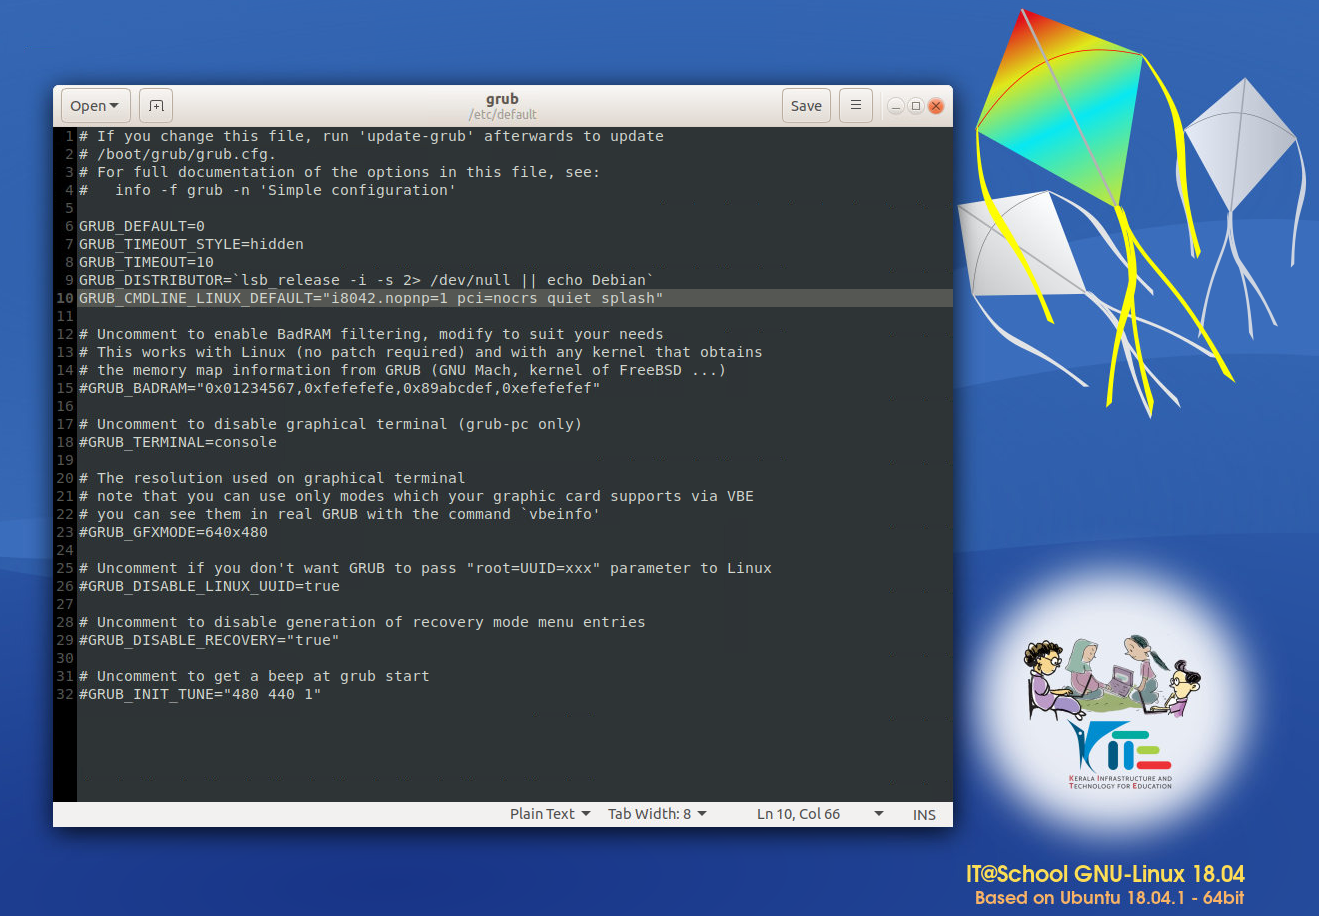 Open
grub
/etc/default
Save
1 # If you change this file, run 'update-grub' afterwards to update
2 # /boot/grub/grub.cfg.
3 # For full documentation of the options in this file, see:
4 #   info -f grub -n 'Simple configuration'
5
6 GRUB_DEFAULT=0
7 GRUB_TIMEOUT_STYLE=hidden
8 GRUB_TIMEOUT=10
9 GRUB_DISTRIBUTOR=`lsb_release -i -s 2> /dev/null || echo Debian`
10 GRUB_CMDLINE_LINUX_DEFAULT="i8042.nopnp=1 pci=nocrs quiet splash"
11
12 # Uncomment to enable BadRAM filtering, modify to suit your needs
13 # This works with Linux (no patch required) and with any kernel that obtains
14 # the memory map information from GRUB (GNU Mach, kernel of FreeBSD ...)
15 #GRUB_BADRAM="0x01234567,0xfefefefe,0x89abcdef,0xefefefef"
16
17 # Uncomment to disable graphical terminal (grub-pc only)
18 #GRUB_TERMINAL=console
19
20 # The resolution used on graphical terminal
21 # note that you can use only modes which your graphic card supports via VBE
22 # you can see them in real GRUB with the command `vbeinfo'
23 #GRUB_GFXMODE=640x480
24
25 # Uncomment if you don't want GRUB to pass "root=UUID=xxx" parameter to Linux
26 #GRUB_DISABLE_LINUX_UUID=true
27
28 # Uncomment to disable generation of recovery mode menu entries
29 #GRUB_DISABLE_RECOVERY="true"
30
31 # Uncomment to get a beep at grub start
32 #GRUB_INIT_TUNE="480 440 1"
Plain Text
Tab Width: 8
Ln 10, Col 66
INS
KITE
KERALA INFRASTRUCTURE AND
TECHNOLOGY FOR EDUCATION
IT@School GNU-Linux 18.04
Based on Ubuntu 18.04.1 - 64bit